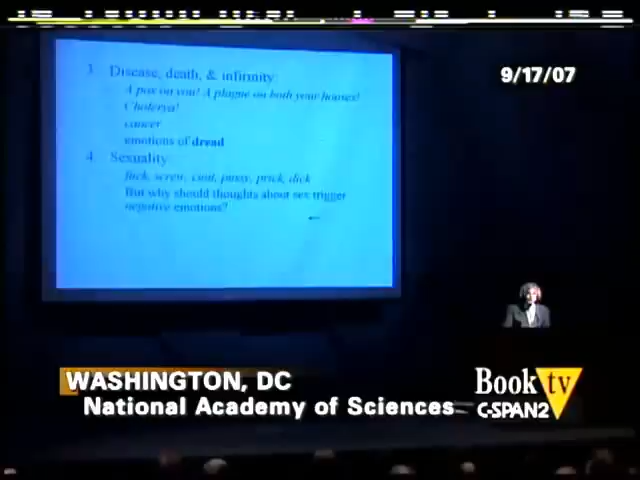 9/17/07
3. Disease, death, & infirmity:
A pox on you! A plague on both your houses!
Cholerya!
cancer
emotions of dread
4. Sexuality
fuck, screw, cunt, pussy, prick, dick
But why should thoughts about sex trigger
negative emotions?
WASHINGTON, DC
National Academy of Sciences
Book tv
C-SPAN2